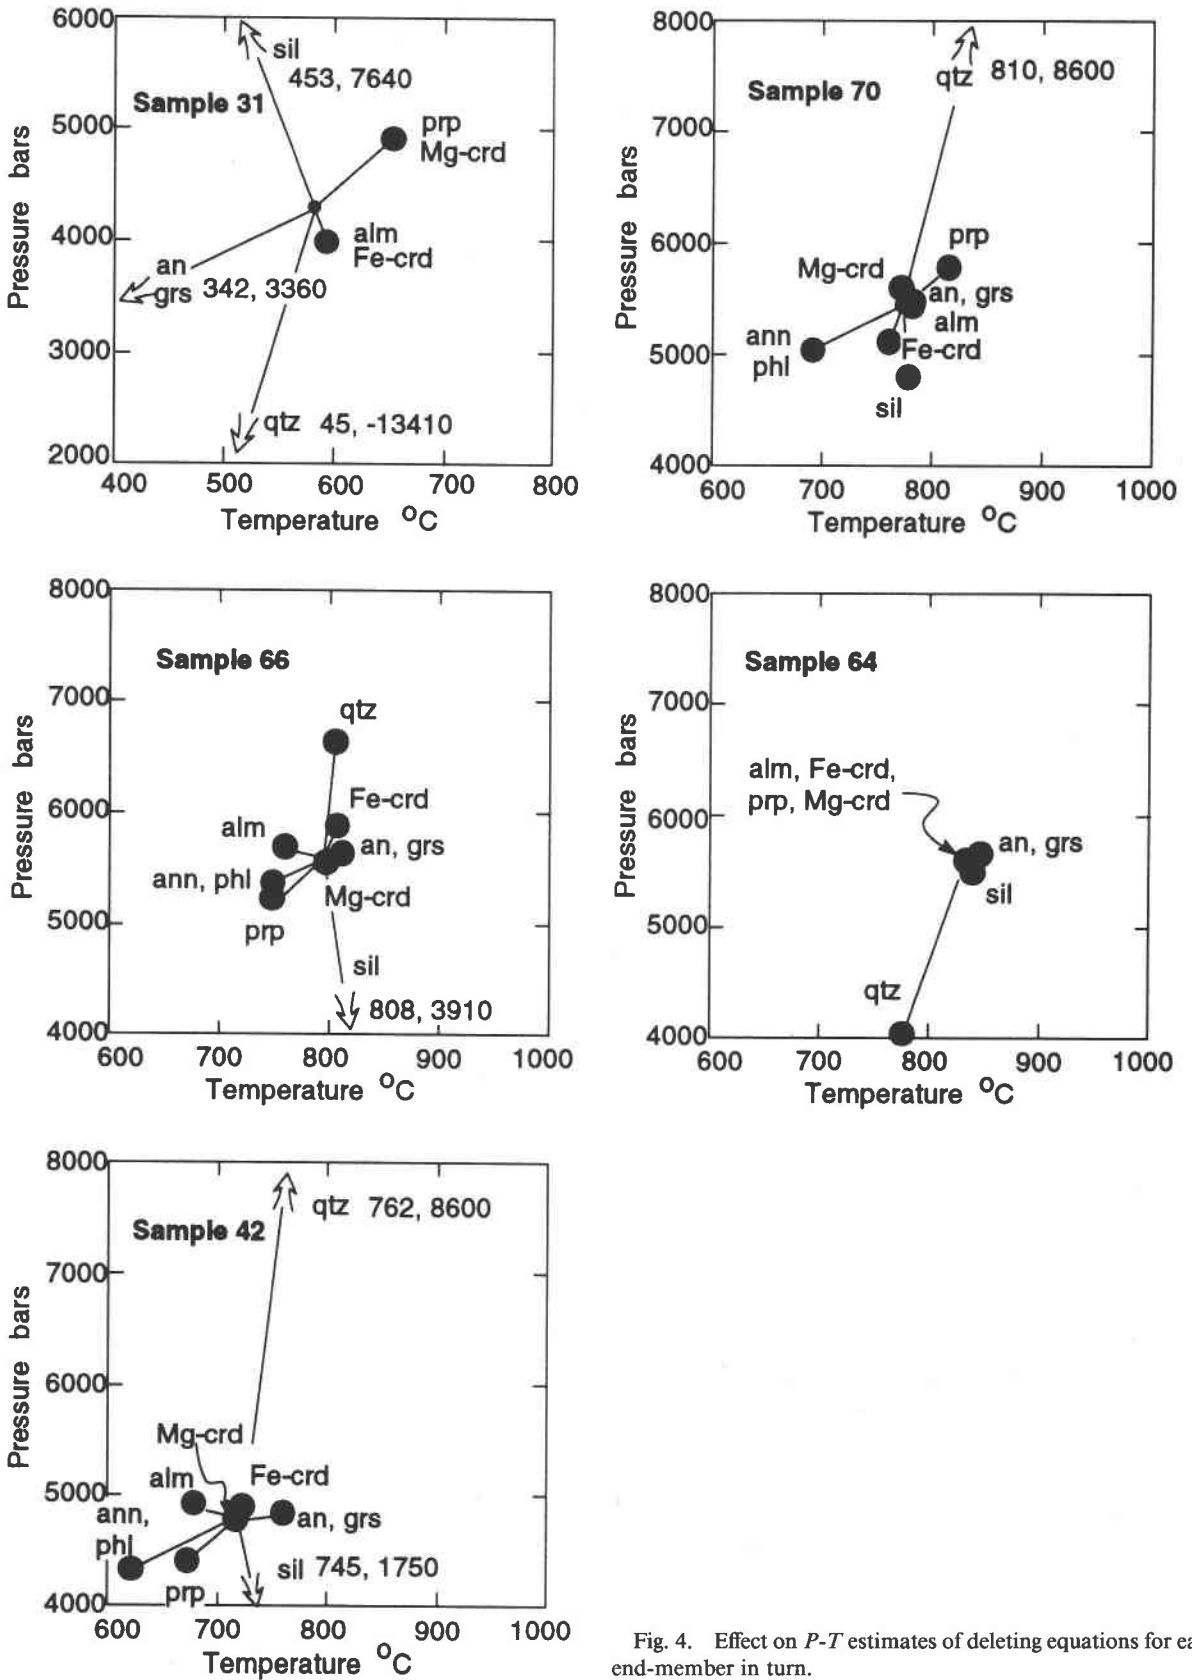 6000
5000
4000
3000
2000
Pressure bars
sil
453, 7640
Sample 31
prp
Mg-crd
alm
Fe-crd
an
grs 342, 3360
qtz 45, -13410
400 500 600 700 800
Temperature °C
8000
7000
6000
5000
4000
Pressure bars
qtz 810, 8600
Sample 70
prp
Mg-crd
an, grs
alm
ann
phl
Fe-crd
sil
600 700 800 900 1000
Temperature °C
8000
7000
6000
5000
4000
Pressure bars
Sample 66
qtz
Fe-crd
alm
an, grs
ann, phl
Mg-crd
prp
sil
808, 3910
600 700 800 900 1000
Temperature °C
8000
7000
6000
5000
4000
Pressure bars
Sample 64
alm, Fe-crd,
prp, Mg-crd
an, grs
sil
qtz
600 700 800 900 1000
Temperature °C
8000
7000
6000
5000
4000
Pressure bars
qtz 762, 8600
Sample 42
Mg-crd
alm
Fe-crd
ann,
phl
an, grs
sil 745, 1750
prp
600 700 800 900 1000
Temperature °C
Fig. 4. Effect on P-T estimates of deleting equations for ea
end-member in turn.